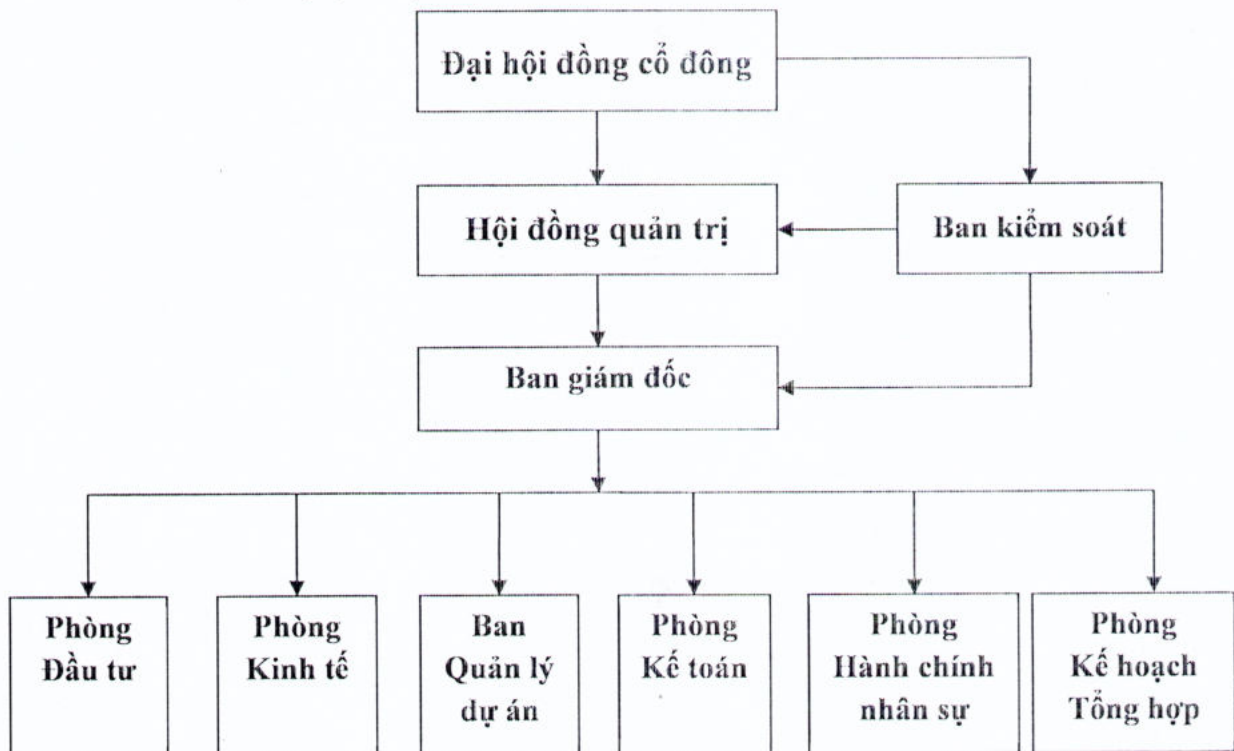 Đại hội đồng cổ đông
Hội đồng quản trị
Ban kiểm soát
Ban giám đốc
Phòng
Đầu tư
Phòng
Kinh tế
Ban
Quản lý
dự án
Phòng
Kế toán
Phòng
Hành chính
nhân sự
Phòng
Kế hoạch
Tổng hợp